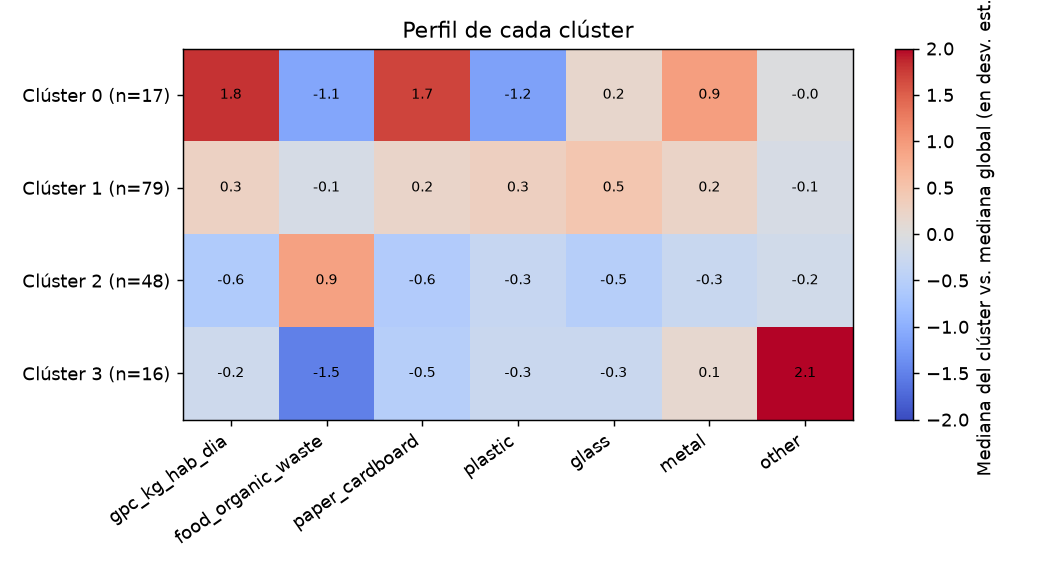 Perfil de cada clúster
Clúster 0 (n=17) 1.8 -1.1 1.7 -1.2 0.2 0.9 -0.0
Clúster 1 (n=79) 0.3 -0.1 0.2 0.3 0.5 0.2 -0.1
Clúster 2 (n=48) -0.6 0.9 -0.6 -0.3 -0.5 -0.3 -0.2
Clúster 3 (n=16) -0.2 -1.5 -0.5 -0.3 -0.3 0.1 2.1
gpc_kg_hab_dia
food_organic_waste
paper_cardboard
plastic
glass
metal
other
2.0
1.5
1.0
0.5
0.0
−0.5
−1.0
−1.5
−2.0
Mediana del clúster vs. mediana global (en desv. est.